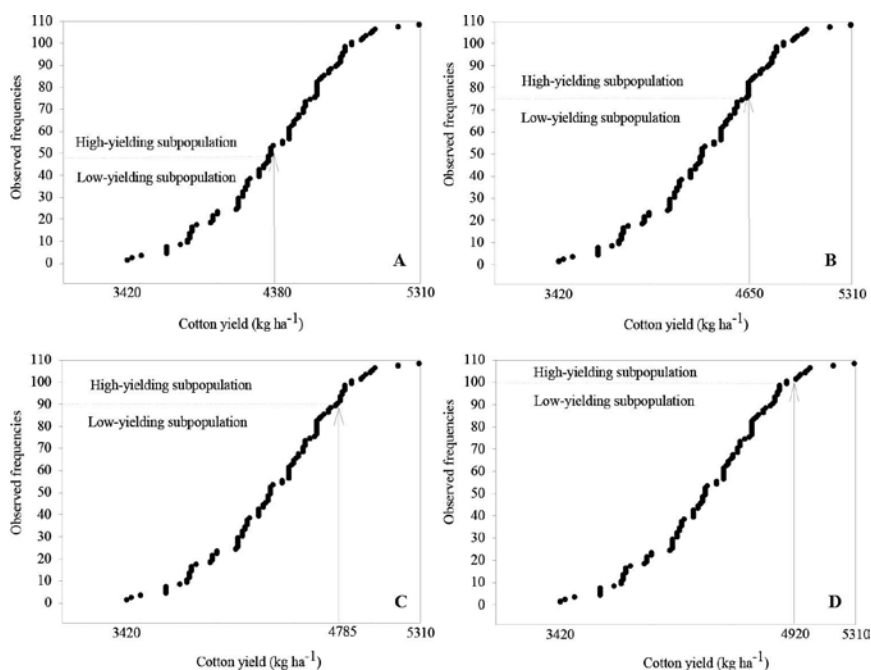 110
100
90
80
70
60
50
40
30
20
10
0
Observed frequencies
High-yielding subpopulation
Low-yielding subpopulation
A
3420 4380 5310
Cotton yield (kg ha⁻¹)
110
100
90
80
70
60
50
40
30
20
10
0
Observed frequencies
High-yielding subpopulation
Low-yielding subpopulation
B
3420 4650 5310
Cotton yield (kg ha⁻¹)
110
100
90
80
70
60
50
40
30
20
10
0
Observed frequencies
High-yielding subpopulation
Low-yielding subpopulation
C
3420 4785 5310
Cotton yield (kg ha⁻¹)
110
100
90
80
70
60
50
40
30
20
10
0
Observed frequencies
High-yielding subpopulation
Low-yielding subpopulation
D
3420 4920 5310
Cotton yield (kg ha⁻¹)